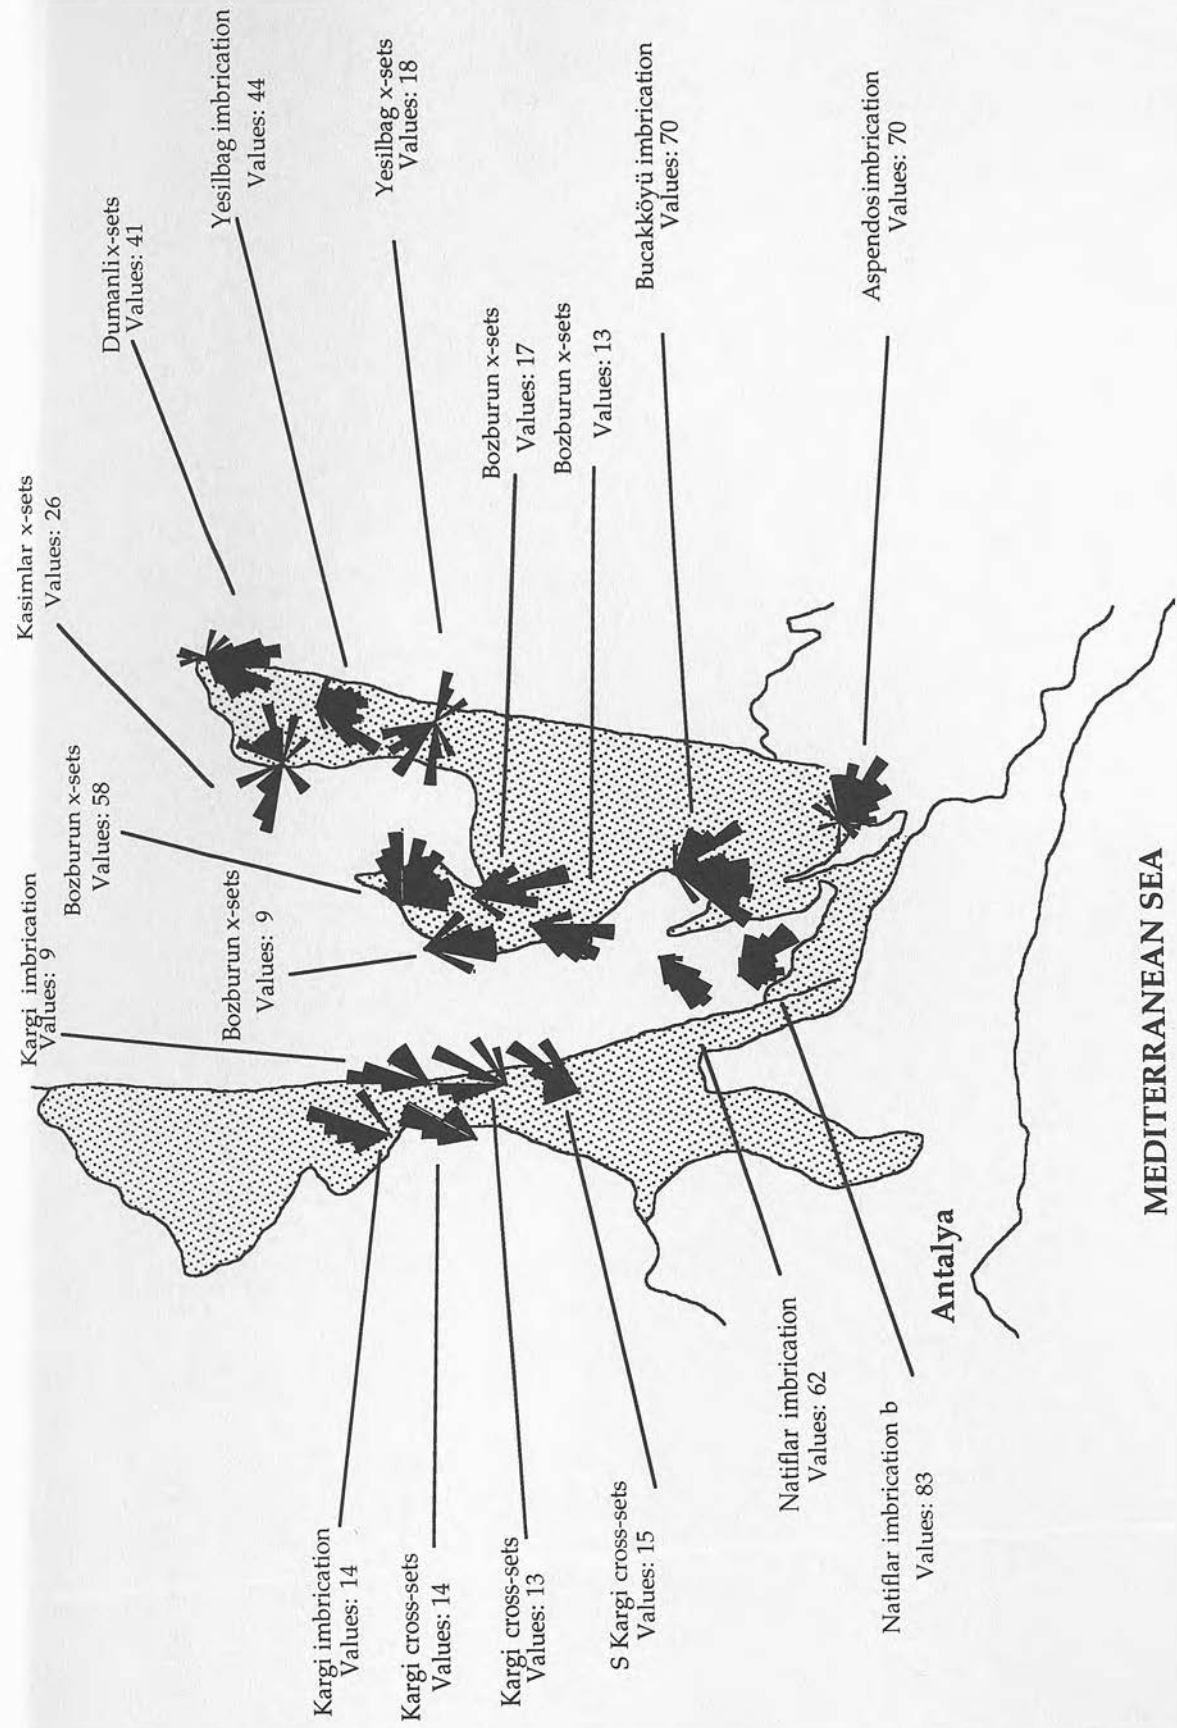 Kargi imbrication
Values: 14
Kargi cross-sets
Values: 14
Kargi cross-sets
Values: 13
S Kargi cross-sets
Values: 15
Natiflar imbrication
Values: 62
Natiflar imbrication b
Values: 83
Antalya
MEDITERRANEAN SEA
Kargi imbrication
Values: 9
Bozburun x-sets
Values: 9
Bozburun x-sets
Values: 58
Kasimlar x-sets
Values: 26
Dumanli x-sets
Values: 41
Yesilbag imbrication
Values: 44
Yesilbag x-sets
Values: 18
Bozburun x-sets
Values: 17
Bozburun x-sets
Values: 13
Bucakköyü imbrication
Values: 70
Aspendos imbrication
Values: 70